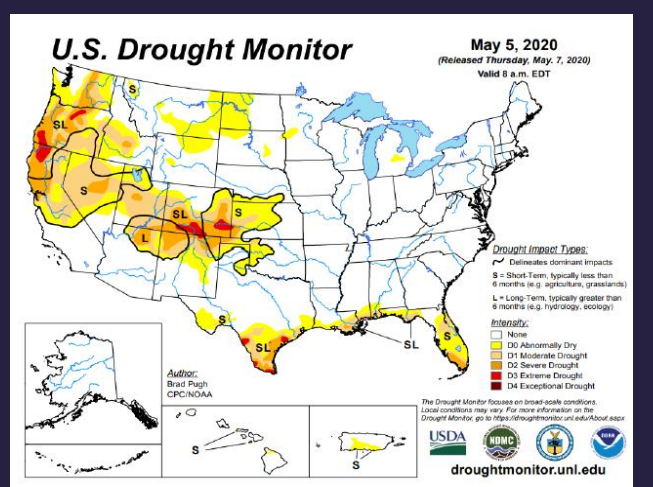 U.S. Drought Monitor
May 5, 2020
(Released Thursday, May. 7, 2020)
Valid 8 a.m. EDT
S
SL
S
SL
S
L
S
SL
SL
S
Drought Impact Types:
Delineates dominant impacts
S = Short-Term, typically less than
6 months (e.g. agriculture, grasslands)
L = Long-Term, typically greater than
6 months (e.g. hydrology, ecology)
Intensity:
None
D0 Abnormally Dry
D1 Moderate Drought
D2 Severe Drought
D3 Extreme Drought
D4 Exceptional Drought
Author:
Brad Pugh
CPC/NOAA
S
S
The Drought Monitor focuses on broad-scale conditions.
Local conditions may vary. For more information on the
Drought Monitor, go to https://droughtmonitor.unl.edu/About.aspx
USDA
NDMC
droughtmonitor.unl.edu